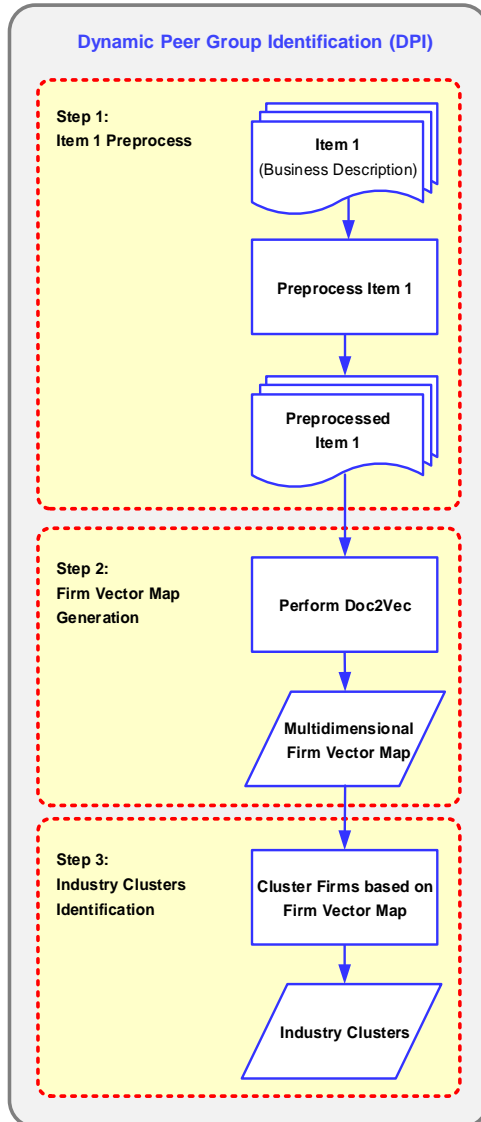 Dynamic Peer Group Identification (DPI)
Step 1:
Item 1 Preprocess
Item 1
(Business Description)
Preprocess Item 1
Preprocessed
Item 1
Step 2:
Firm Vector Map
Generation
Perform Doc2Vec
Multidimensional
Firm Vector Map
Step 3:
Industry Clusters
Identification
Cluster Firms based on
Firm Vector Map
Industry Clusters